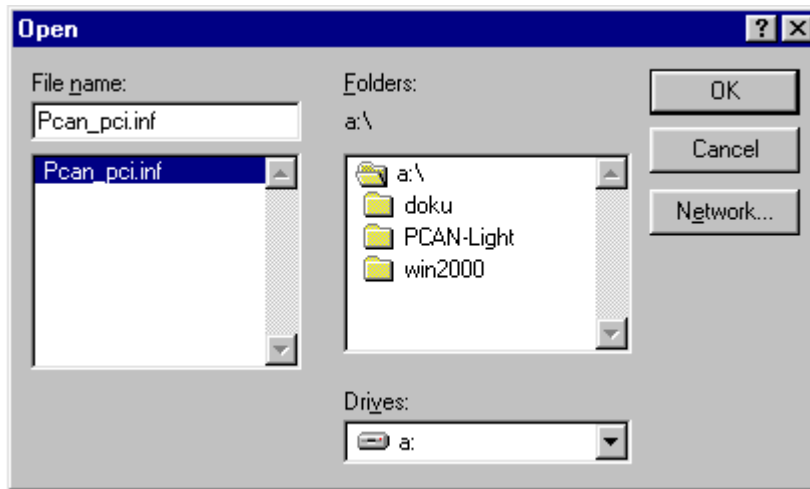 Open
File name:
Pcan_pci.inf
Pcan_pci.inf
Folders:
a:\
a:\
doku
PCAN-Light
win2000
Drives:
a:
OK
Cancel
Network...